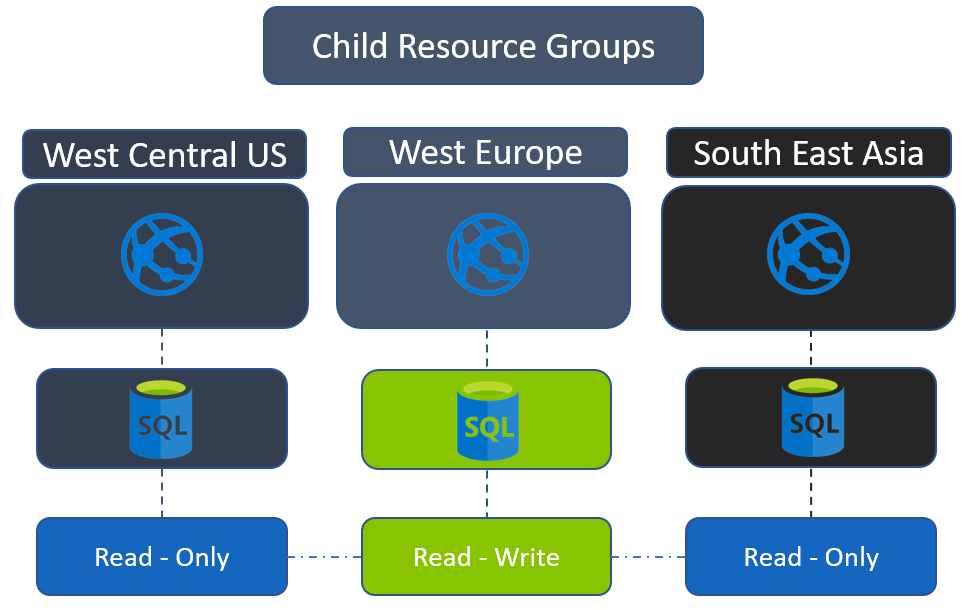 Child Resource Groups
West Central US
West Europe
South East Asia
SQL
SQL
SQL
Read - Only
Read - Write
Read - Only